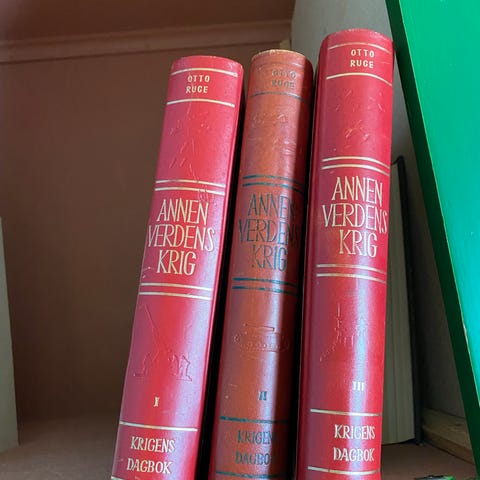 OTTO
RUGE
ANNEN
VERDENS
KRIG
I
KRIGENS
DAGBOK
OTTO
RUGE
ANNEN
VERDENS
KRIG
II
KRIGENS
DAGBOK
OTTO
RUGE
ANNEN
VERDENS
KRIG
III
KRIGENS
DAGBOK